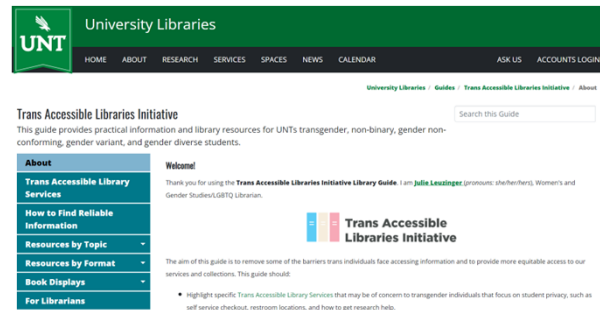 UNT
University Libraries
HOME ABOUT RESEARCH SERVICES SPACES NEWS CALENDAR ASK US ACCOUNTS LOGIN
University Libraries / Guides / Trans Accessible Libraries Initiative / About
Trans Accessible Libraries Initiative
Search this Guide
This guide provides practical information and library resources for UNTs transgender, non-binary, gender non-
conforming, gender variant, and gender diverse students.
About
Trans Accessible Library
Services
How to Find Reliable
Information
Resources by Topic
Resources by Format
Book Displays
For Librarians
Welcome!
Thank you for using the Trans Accessible Libraries Initiative Library Guide. I am Julie Leuzinger (pronouns: she/her/hers), Women's and
Gender Studies/LGBTQ Librarian.
Trans Accessible
Libraries Initiative
The aim of this guide is to remove some of the barriers trans individuals face accessing information and to provide more equitable access to our
services and collections. This guide should:
• Highlight specific Trans Accessible Library Services that may be of concern to transgender individuals that focus on student privacy, such as
self service checkout, restroom locations, and how to get research help.